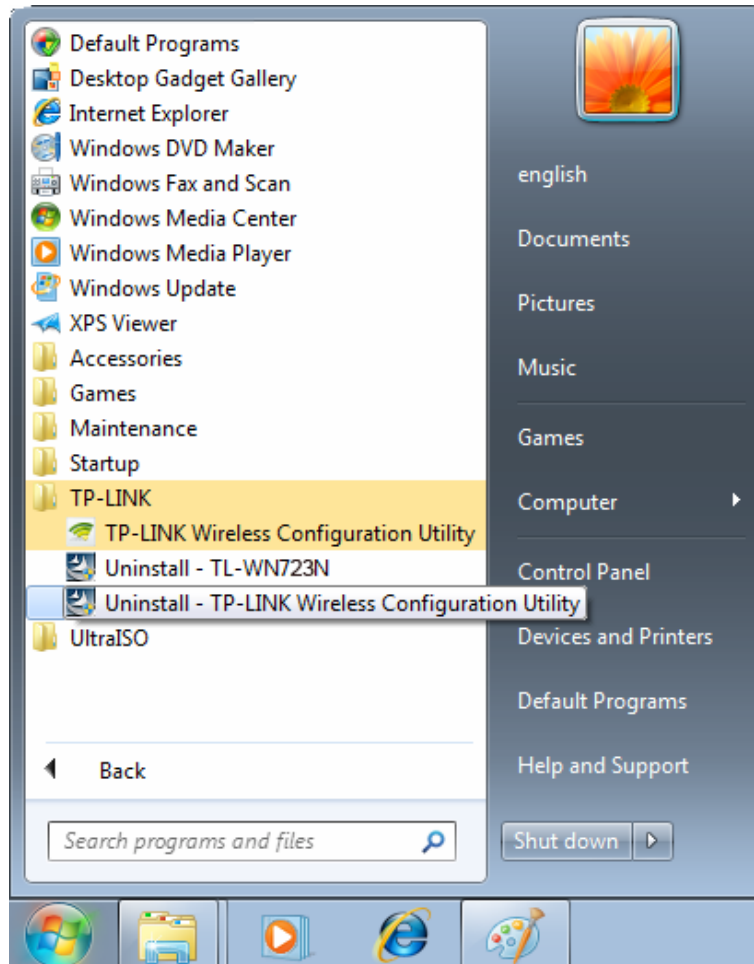 Default Programs
Desktop Gadget Gallery
Internet Explorer
Windows DVD Maker
Windows Fax and Scan
Windows Media Center
Windows Media Player
Windows Update
XPS Viewer
Accessories
Games
Maintenance
Startup
TP-LINK
TP-LINK Wireless Configuration Utility
Uninstall - TL-WN723N
Uninstall - TP-LINK Wireless Configuration Utility
UltraISO
Back
Search programs and files
english
Documents
Pictures
Music
Games
Computer
Control Panel
Devices and Printers
Default Programs
Help and Support
Shut down